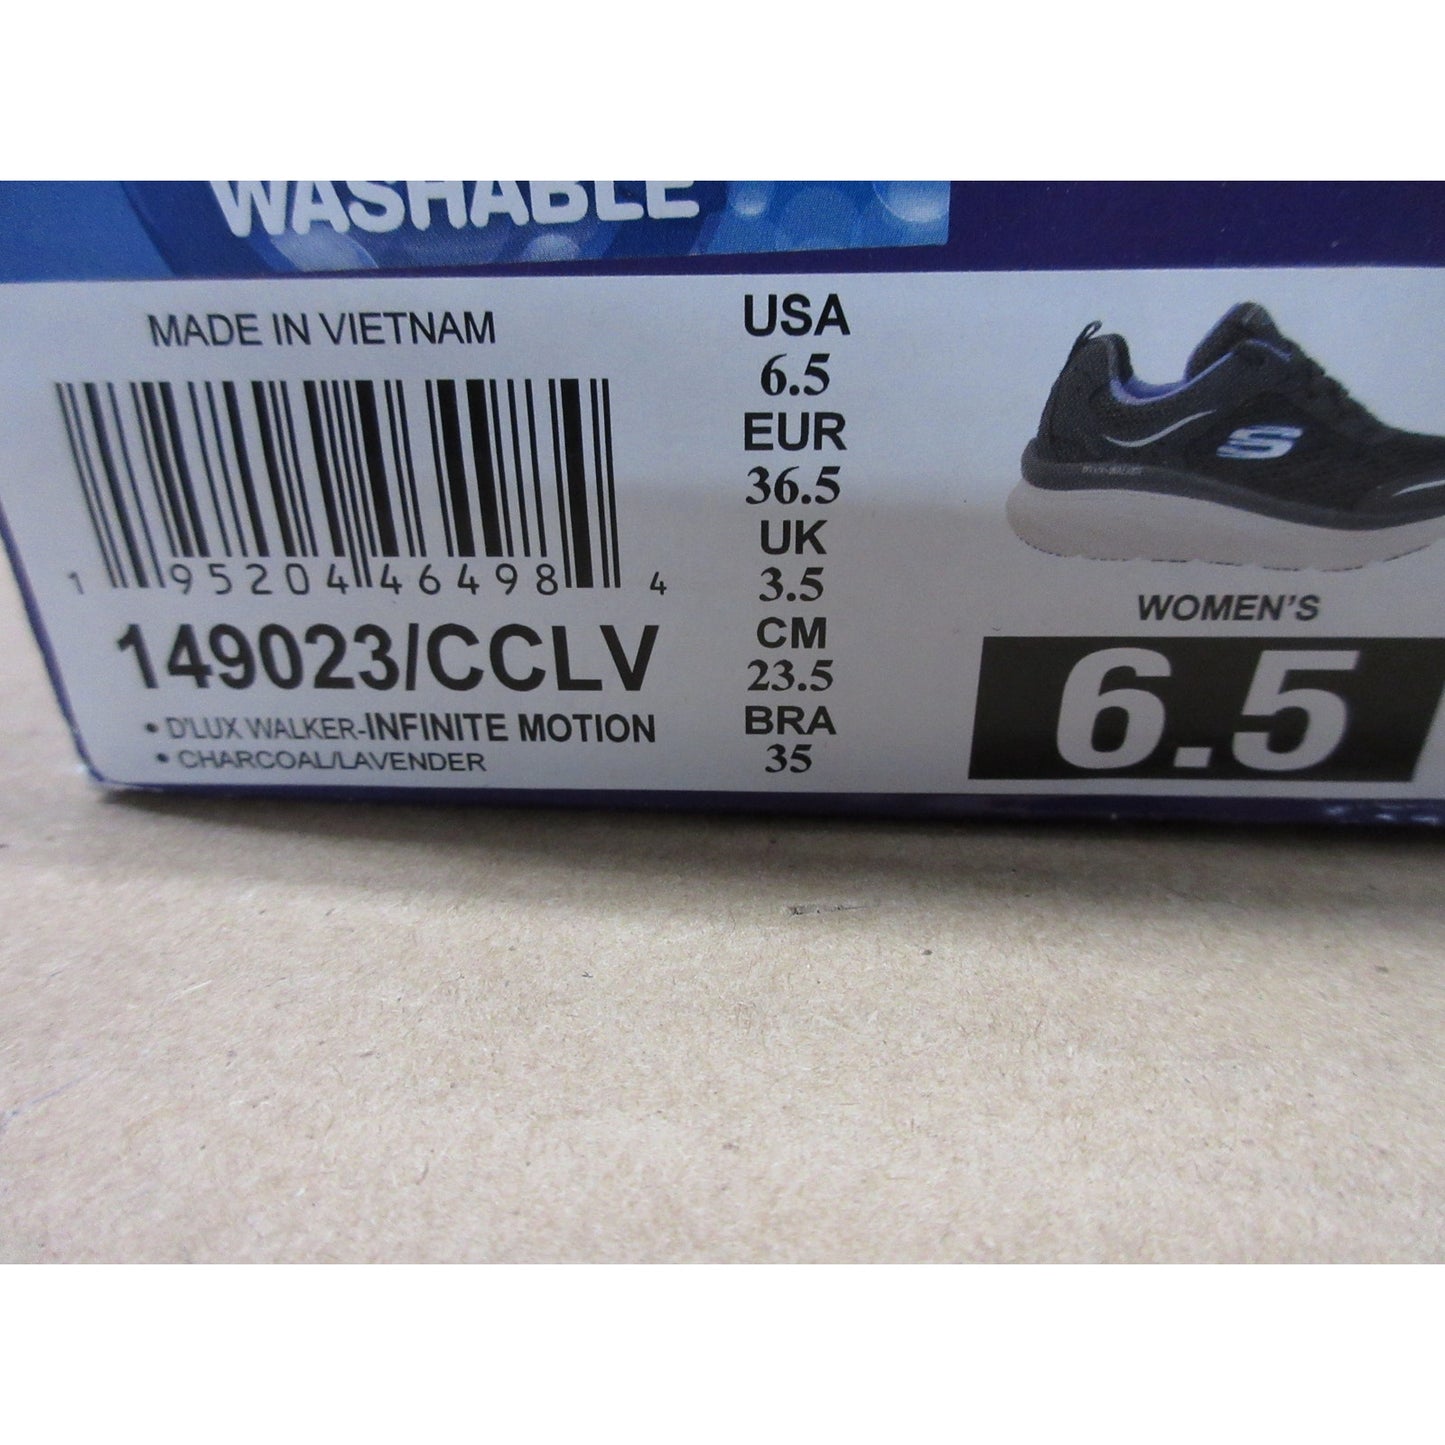 WASHABLE
MADE IN VIETNAM
1 95204 46498 4
149023/CCLV
• D'LUX WALKER-INFINITE MOTION
• CHARCOAL/LAVENDER
USA
6.5
EUR
36.5
UK
3.5
CM
23.5
BRA
35
S
WOMEN'S
6.5